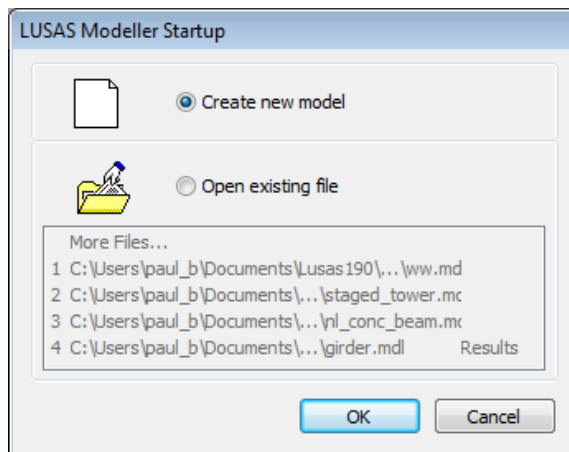 LUSAS Modeller Startup
Create new model
Open existing file
More Files...
1 C:\Users\paul_b\Documents\Lusas190\...\ww.md
2 C:\Users\paul_b\Documents\...\staged_tower.mc
3 C:\Users\paul_b\Documents\...\nl_conc_beam.mc
4 C:\Users\paul_b\Documents\...\girder.mdl Results
OK Cancel